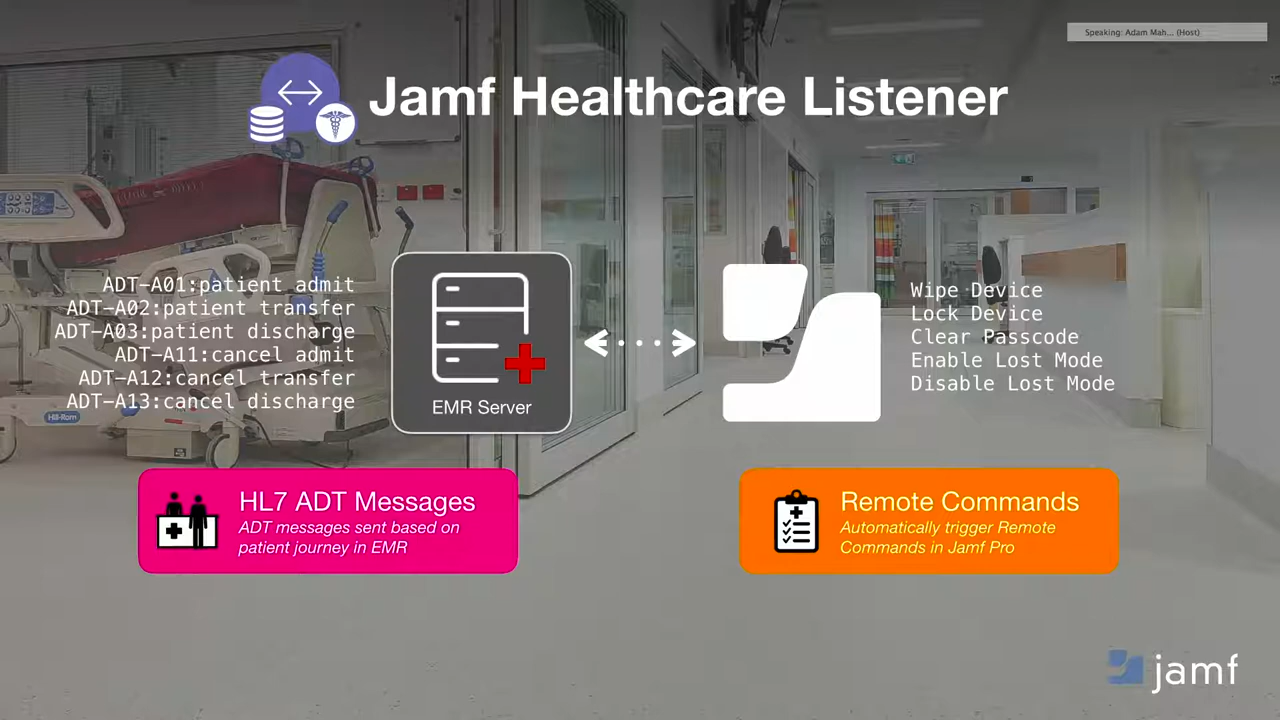 Speaking: Adam Mah... (Host)
Jamf Healthcare Listener
ADT-A01:patient admit
ADT-A02:patient transfer
ADT-A03:patient discharge
ADT-A11:cancel admit
ADT-A12:cancel transfer
ADT-A13:cancel discharge
EMR Server
Wipe Device
Lock Device
Clear Passcode
Enable Lost Mode
Disable Lost Mode
Hill-Rom
HL7 ADT Messages
ADT messages sent based on
patient journey in EMR
Remote Commands
Automatically trigger Remote
Commands in Jamf Pro
jamf